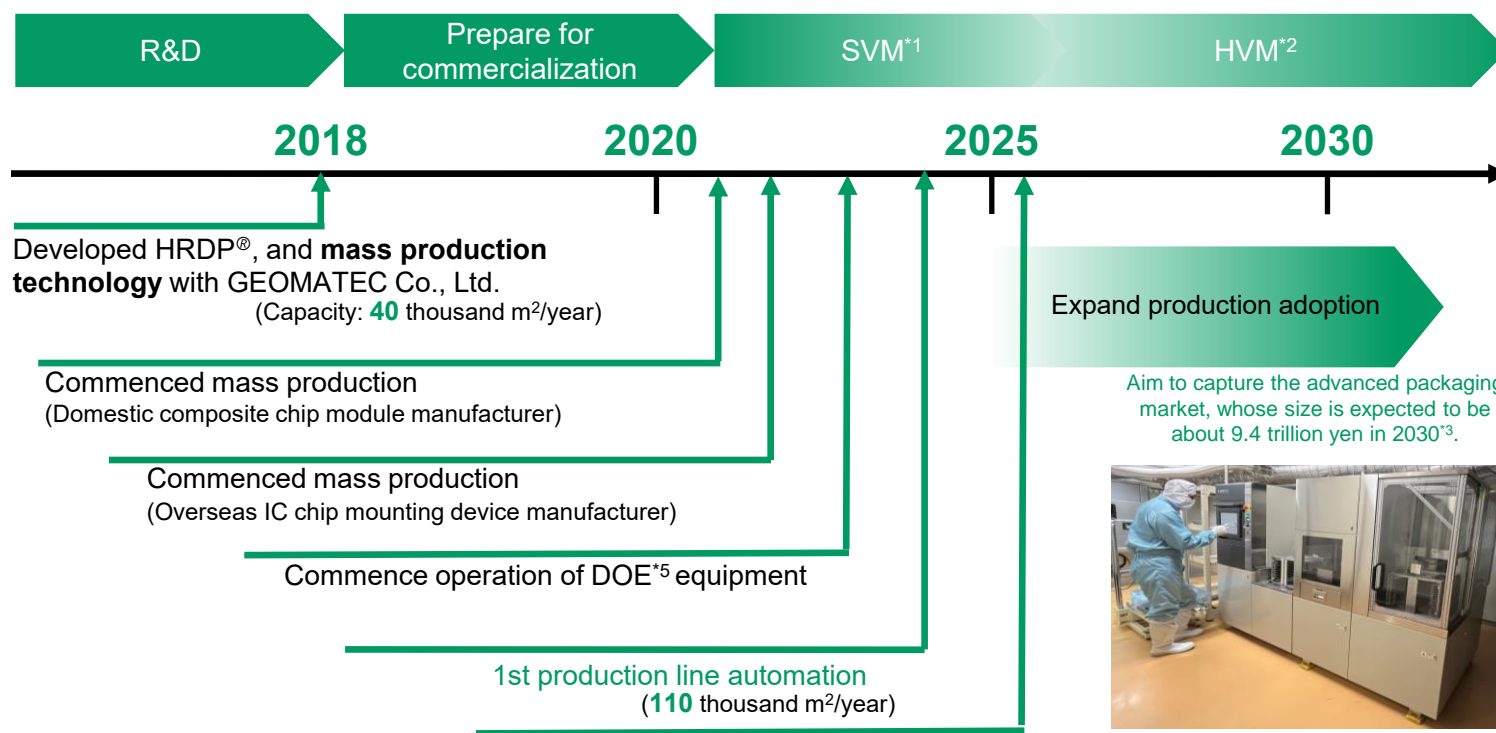 R&D
Prepare for
commercialization
SVM*1
HVM*2
2018
2020
2025
2030
Developed HRDP®, and mass production
technology with GEOMATEC Co., Ltd.
(Capacity: 40 thousand m2/year)
Expand production adoption
Commenced mass production
(Domestic composite chip module manufacturer)
Aim to capture the advanced packaging
market, whose size is expected to be
about 9.4 trillion yen in 2030*3.
Commenced mass production
(Overseas IC chip mounting device manufacturer)
Commence operation of DOE*5 equipment
1st production line automation
(110 thousand m2/year)